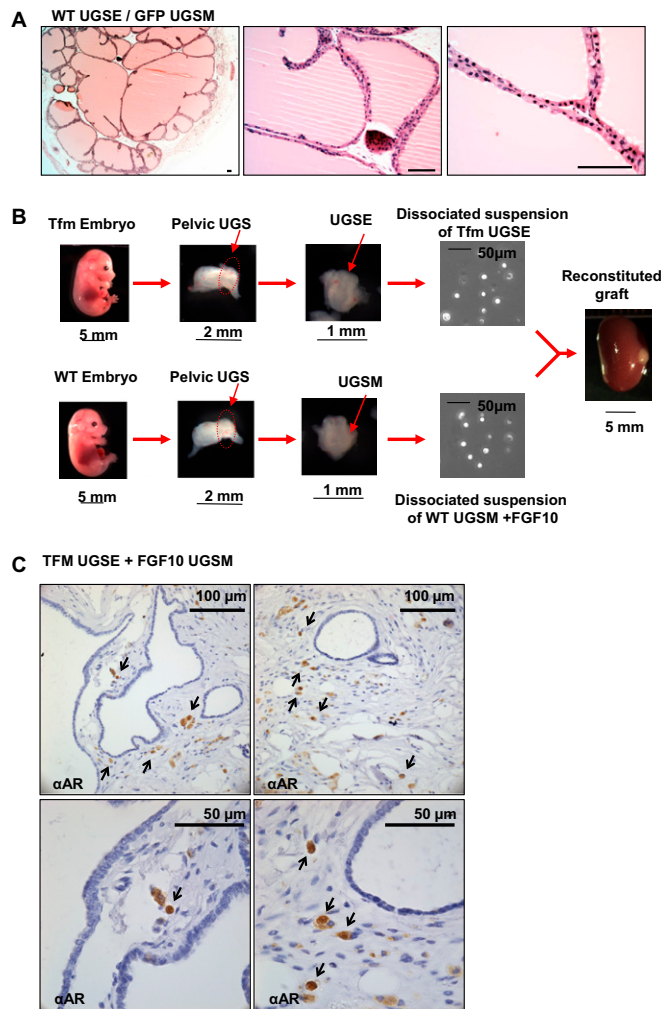 A
WT UGSE / GFP UGSM
B
Tfm Embryo
Pelvic UGS
UGSE
Dissociated suspension
of Tfm UGSE
50µm
Reconstituted
graft
5 mm
2 mm
1 mm
WT Embryo
Pelvic UGS
UGSM
50µm
5 mm
5 mm
2 mm
1 mm
Dissociated suspension
of WT UGSM +FGF10
C
TFM UGSE + FGF10 UGSM
100 µm
100 µm
αAR
αAR
50 µm
50 µm
αAR
αAR